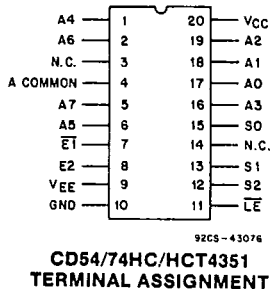 A4 1 20 VCC
A6 2 19 A2
N.C. 3 18 A1
A COMMON 4 17 A0
A7 5 16 A3
A5 6 15 S0
E̅1̅ 7 14 N.C.
E2 8 13 S1
VEE 9 12 S2
GND 10 11 L̅E̅
92CS-43076
CD54/74HC/HCT4351
TERMINAL ASSIGNMENT